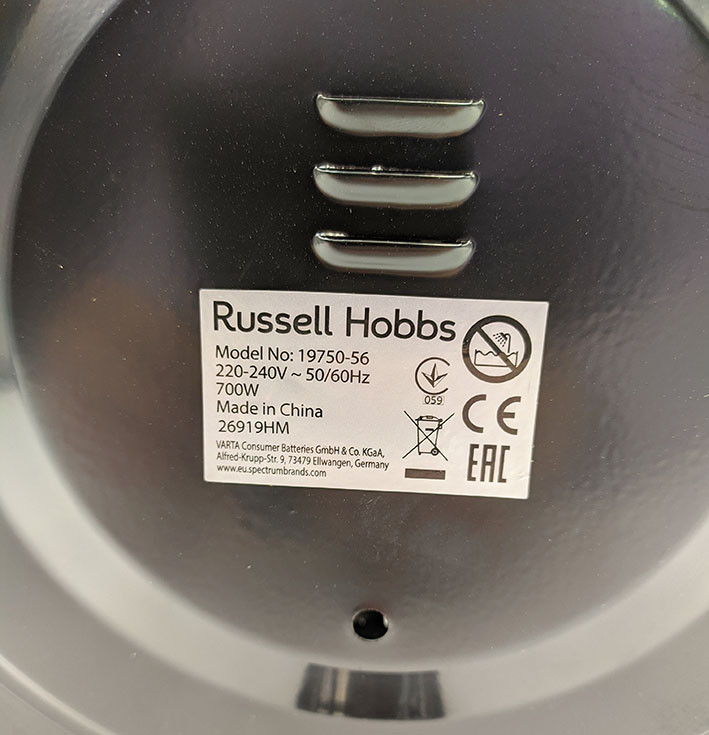 Russell Hobbs
Model No: 19750-56
220-240V ~ 50/60Hz
700W
Made in China
26919HM
VARTA Consumer Batteries GmbH & Co. KGaA,
Alfred-Krupp-Str. 9, 73479 Ellwangen, Germany
www.eu.spectrumbrands.com
059
CE
EAC